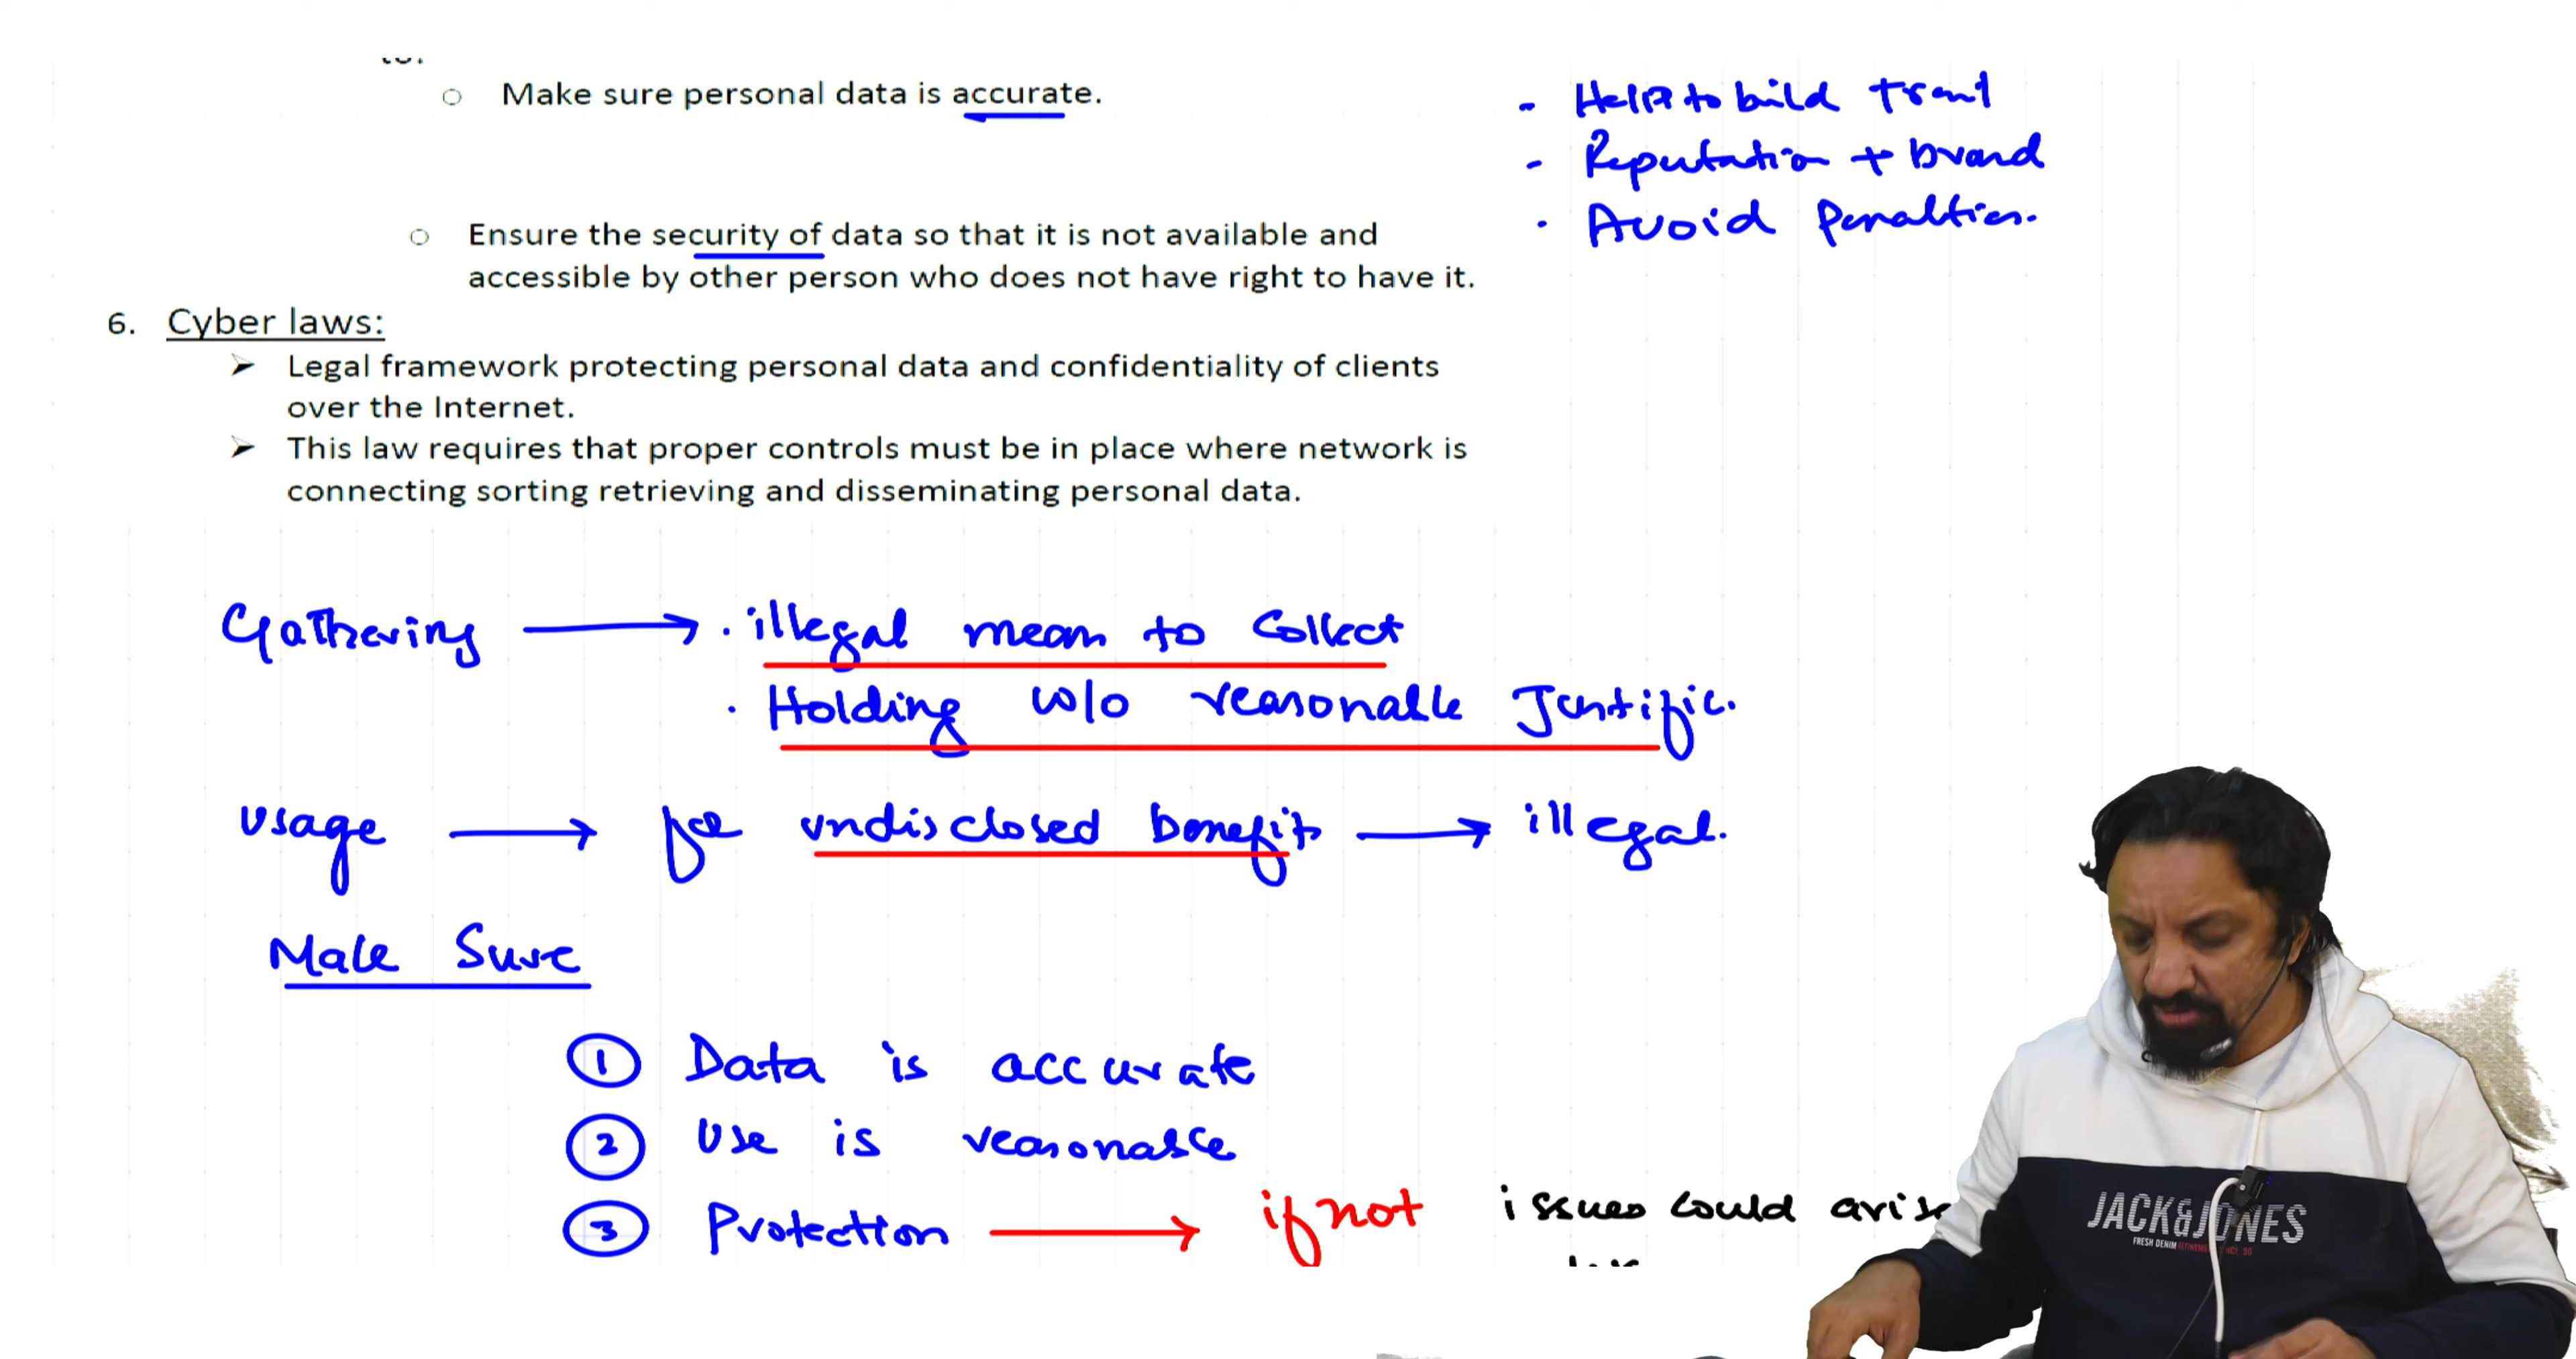 o Make sure personal data is accurate.
- Help to build trust
- Reputation + brand
. Avoid Penalties.
o Ensure the security of data so that it is not available and
accessible by other person who does not have right to have it.
6. Cyber laws:
➢ Legal framework protecting personal data and confidentiality of clients
over the Internet.
➢ This law requires that proper controls must be in place where network is
connecting sorting retrieving and disseminating personal data.
Gathering → . illegal mean to Collect
. Holding w/o reasonable Justific.
Usage → for undisclosed benefits → illegal.
Make Sure
1 Data is accurate
2 Use is reasonable
3 Protection → if not issues could arise
JACK&JONES
FRESH DENIM